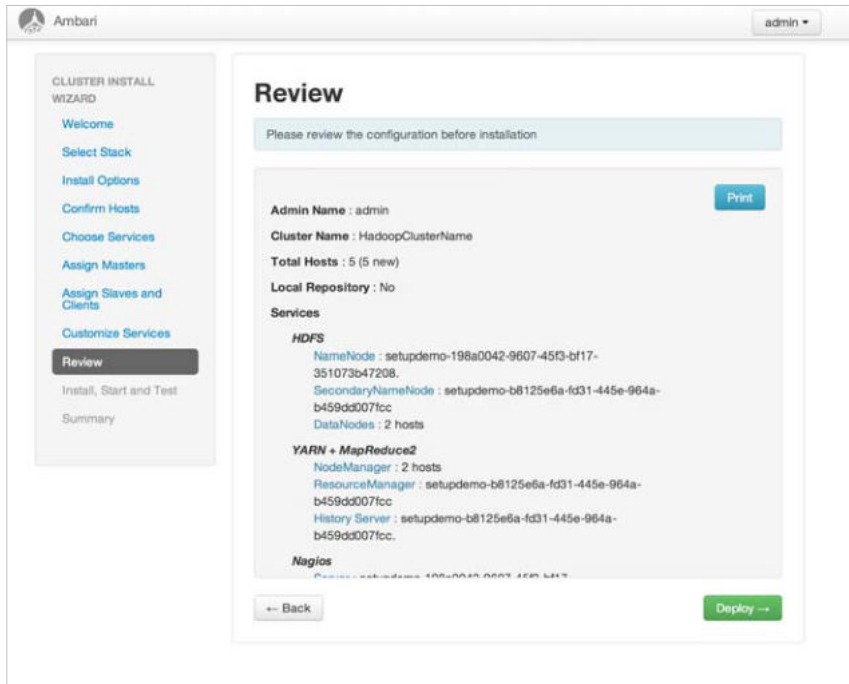 Ambari
admin
CLUSTER INSTALL
WIZARD
Welcome
Select Stack
Install Options
Confirm Hosts
Choose Services
Assign Masters
Assign Slaves and
Clients
Customize Services
Review
Install, Start and Test
Summary
Review
Please review the configuration before installation
Print
Admin Name : admin
Cluster Name : HadoopClusterName
Total Hosts : 5 (5 new)
Local Repository : No
Services
HDFS
NameNode : setupdemo-198a0042-9607-45f3-bf17-
351073b47208.
SecondaryNameNode : setupdemo-b8125e6a-fd31-445e-964a-
b459dd007fcc
DataNodes : 2 hosts
YARN + MapReduce2
NodeManager : 2 hosts
ResourceManager : setupdemo-b8125e6a-fd31-445e-964a-
b459dd007fcc
History Server : setupdemo-b8125e6a-fd31-445e-964a-
b459dd007fcc.
Nagios
← Back
Deploy →